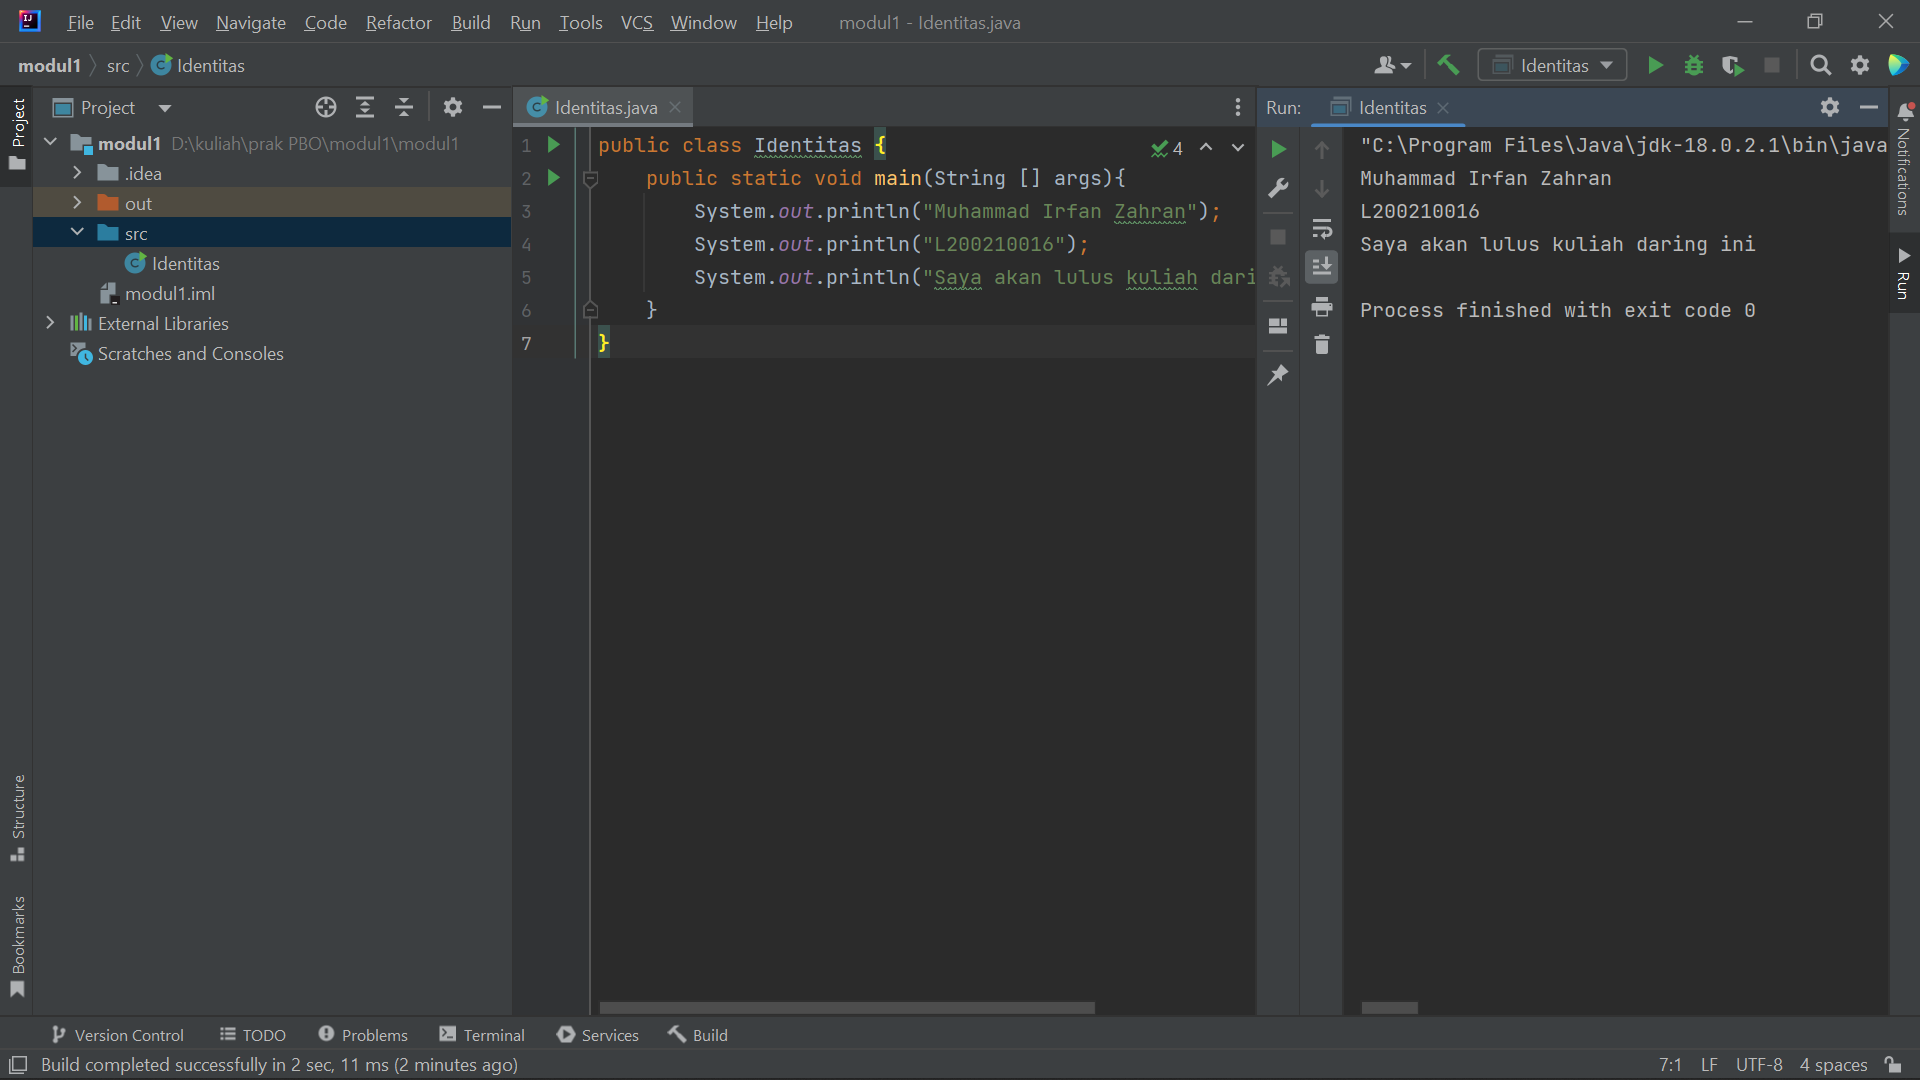 File Edit View Navigate Code Refactor Build Run Tools VCS Window Help modul1 - Identitas.java
modul1 src Identitas
Identitas
Project
Identitas.java
Run: Identitas
Project
modul1 D:\kuliah\prak PBO\modul1\modul1
.idea
out
src
Identitas
modul1.iml
External Libraries
Scratches and Consoles
Structure
Bookmarks
1 public class Identitas {
2 public static void main(String [] args){
3 System.out.println("Muhammad Irfan Zahran");
4 System.out.println("L200210016");
5 System.out.println("Saya akan lulus kuliah dari
6 }
7 }
4
"C:\Program Files\Java\jdk-18.0.2.1\bin\java
Muhammad Irfan Zahran
L200210016
Saya akan lulus kuliah daring ini
Process finished with exit code 0
Notifications
Run
Version Control TODO Problems Terminal Services Build
Build completed successfully in 2 sec, 11 ms (2 minutes ago) 7:1 LF UTF-8 4 spaces